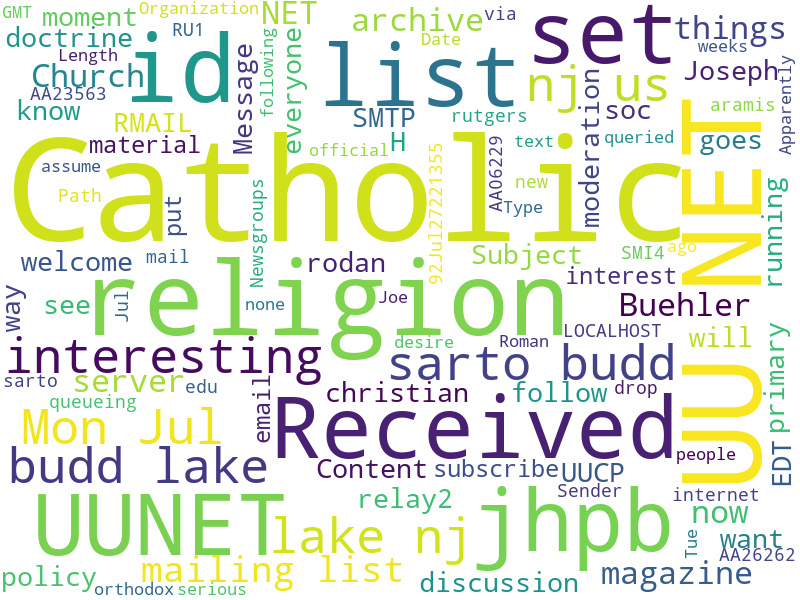 GMT
moment
Organization
NET
archive
via
set
things
doctrine
RU1
id
Date
weeks
Length
Church
Message
following
everyone
list
nj us
Joseph
AA23563
know
SMTP
moderation
soc
rutgers
aramis
Apparently
RMAIL
H
queried
material
official
AA06229
text
goes
assume
Catholic
new
UU NET
Path
put
Newsgroups
92Jul27221355
Type
running
welcome
mail
rodan
Subject
SMI4
ago
way
see
Jul
religion
none
Joe
interest
Buehler
desire
Roman
LOCALHOST
will
primary
interesting
sarto budd
sarto
server
edu
christian
follow
drop
queueing
email
Received
Mon Jul
people
EDT
budd lake
Content
subscribe
UUCP
UUNET
relay2
jhpb
Sender
internet
now
lake nj
Tue
want
AA26262
policy
mailing list
discussion
magazine
orthodox
serious